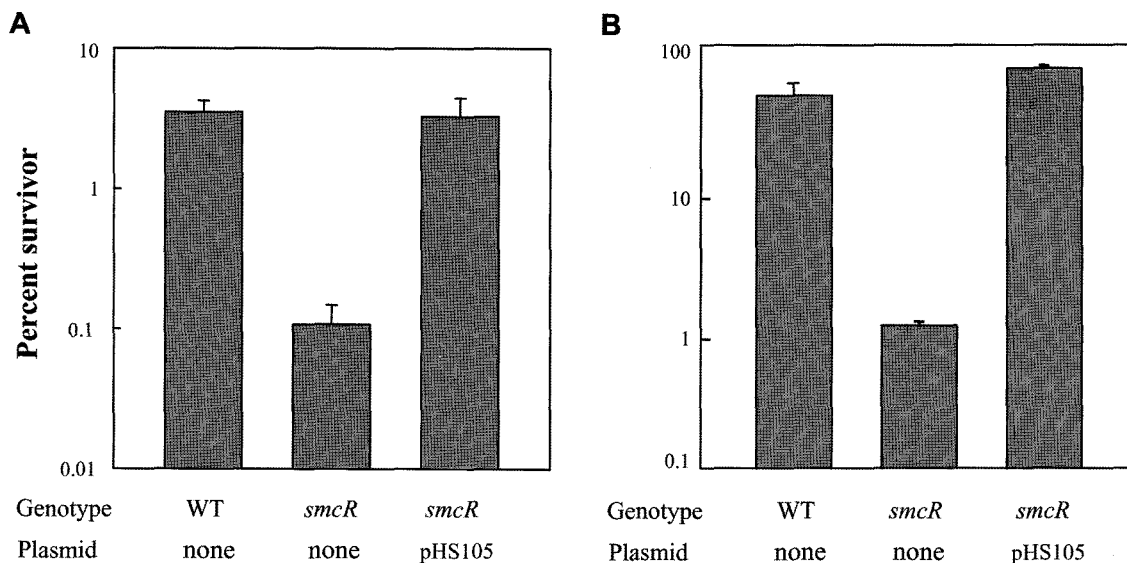 A
B
Percent survivor
10
1
0.1
0.01
100
10
1
0.1
Genotype WT smcR smcR
Plasmid none none pHS105
Genotype WT smcR smcR
Plasmid none none pHS105